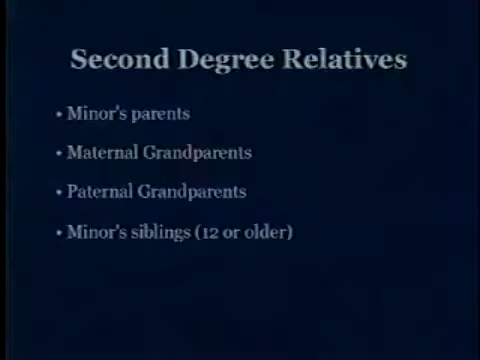 Second Degree Relatives
• Minor's parents
• Maternal Grandparents
• Paternal Grandparents
• Minor's siblings (12 or older)